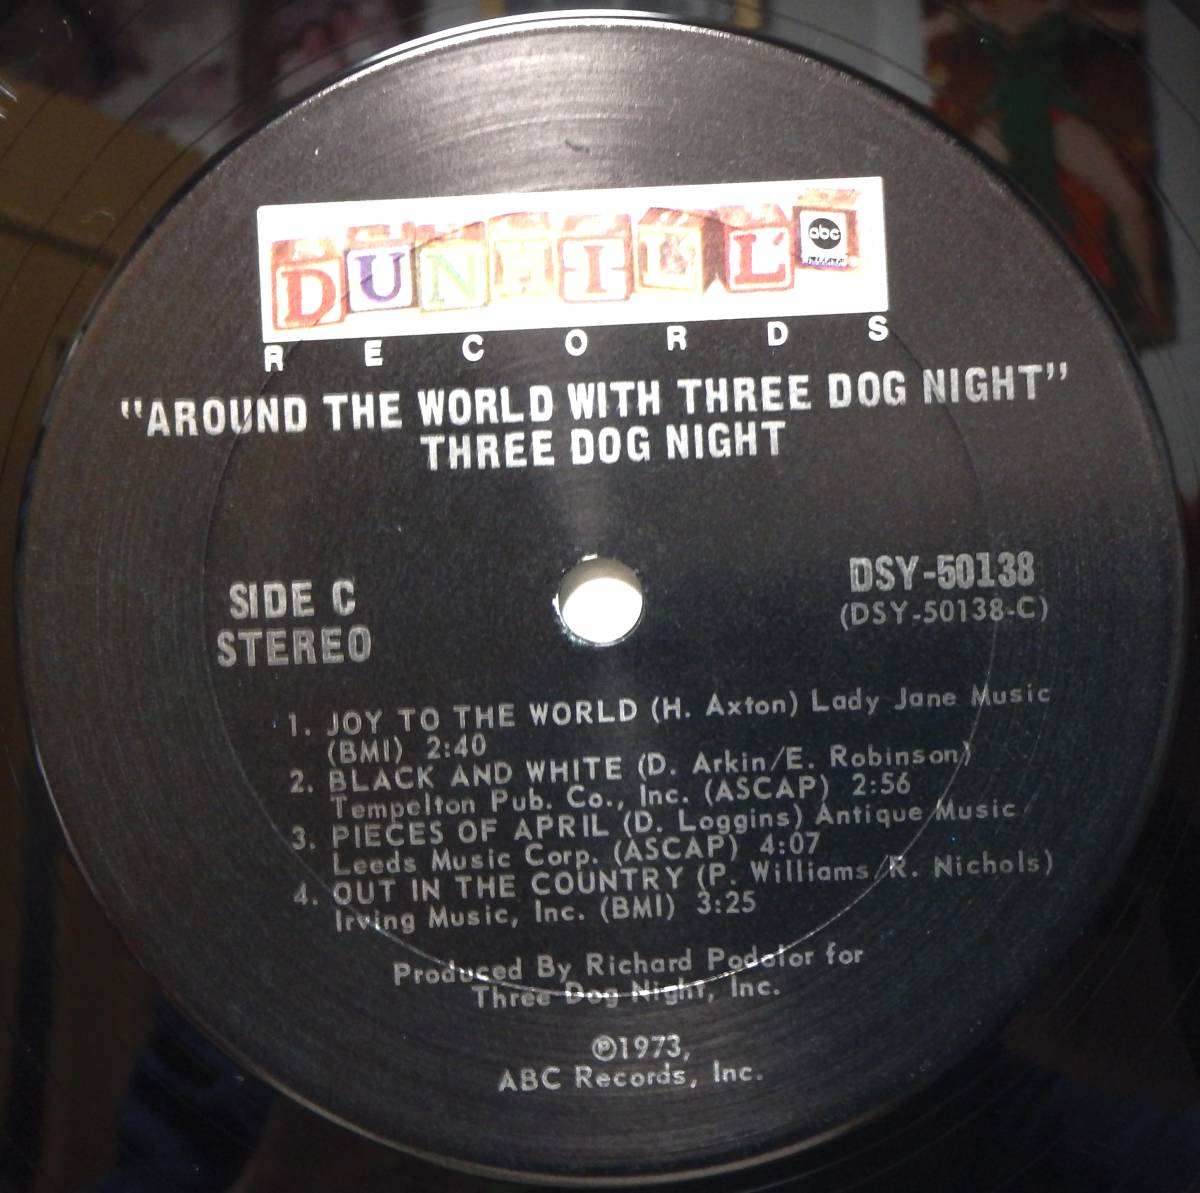 DUNHILL abc
RECORDS
"AROUND THE WORLD WITH THREE DOG NIGHT"
THREE DOG NIGHT
SIDE C
STEREO
DSY-50138
(DSY-50138-C)
1. JOY TO THE WORLD (H. Axton) Lady Jane Music
(BMI) 2:40
2. BLACK AND WHITE (D. Arkin/E. Robinson)
Tempelton Pub. Co., Inc. (ASCAP) 2:56
3. PIECES OF APRIL (D. Loggins) Antique Music
Leeds Music Corp. (ASCAP) 4:07
4. OUT IN THE COUNTRY (P. Williams/R. Nichols)
Irving Music, Inc. (BMI) 3:25
Produced By Richard Podolor for
Three Dog Night, Inc.
℗1973,
ABC Records, Inc.